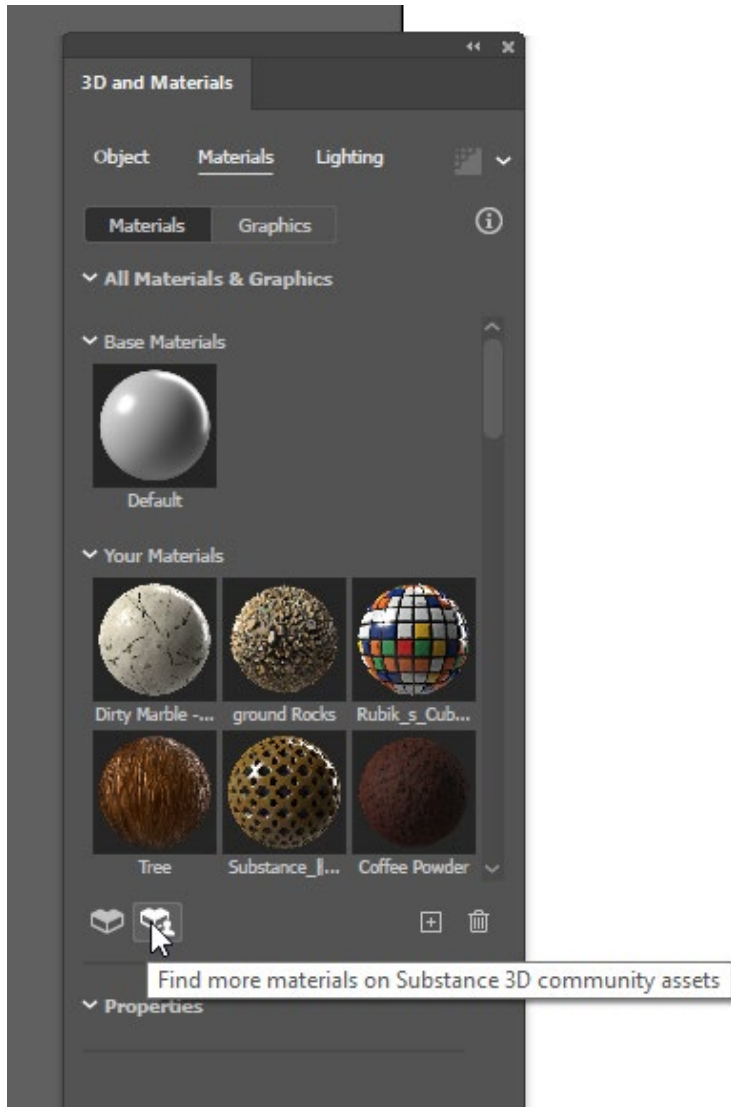 3D and Materials
Object Materials Lighting
Materials Graphics
All Materials & Graphics
Base Materials
Default
Your Materials
Dirty Marble -... ground Rocks Rubik_s_Cub...
Tree Substance_|... Coffee Powder
Find more materials on Substance 3D community assets
Properties